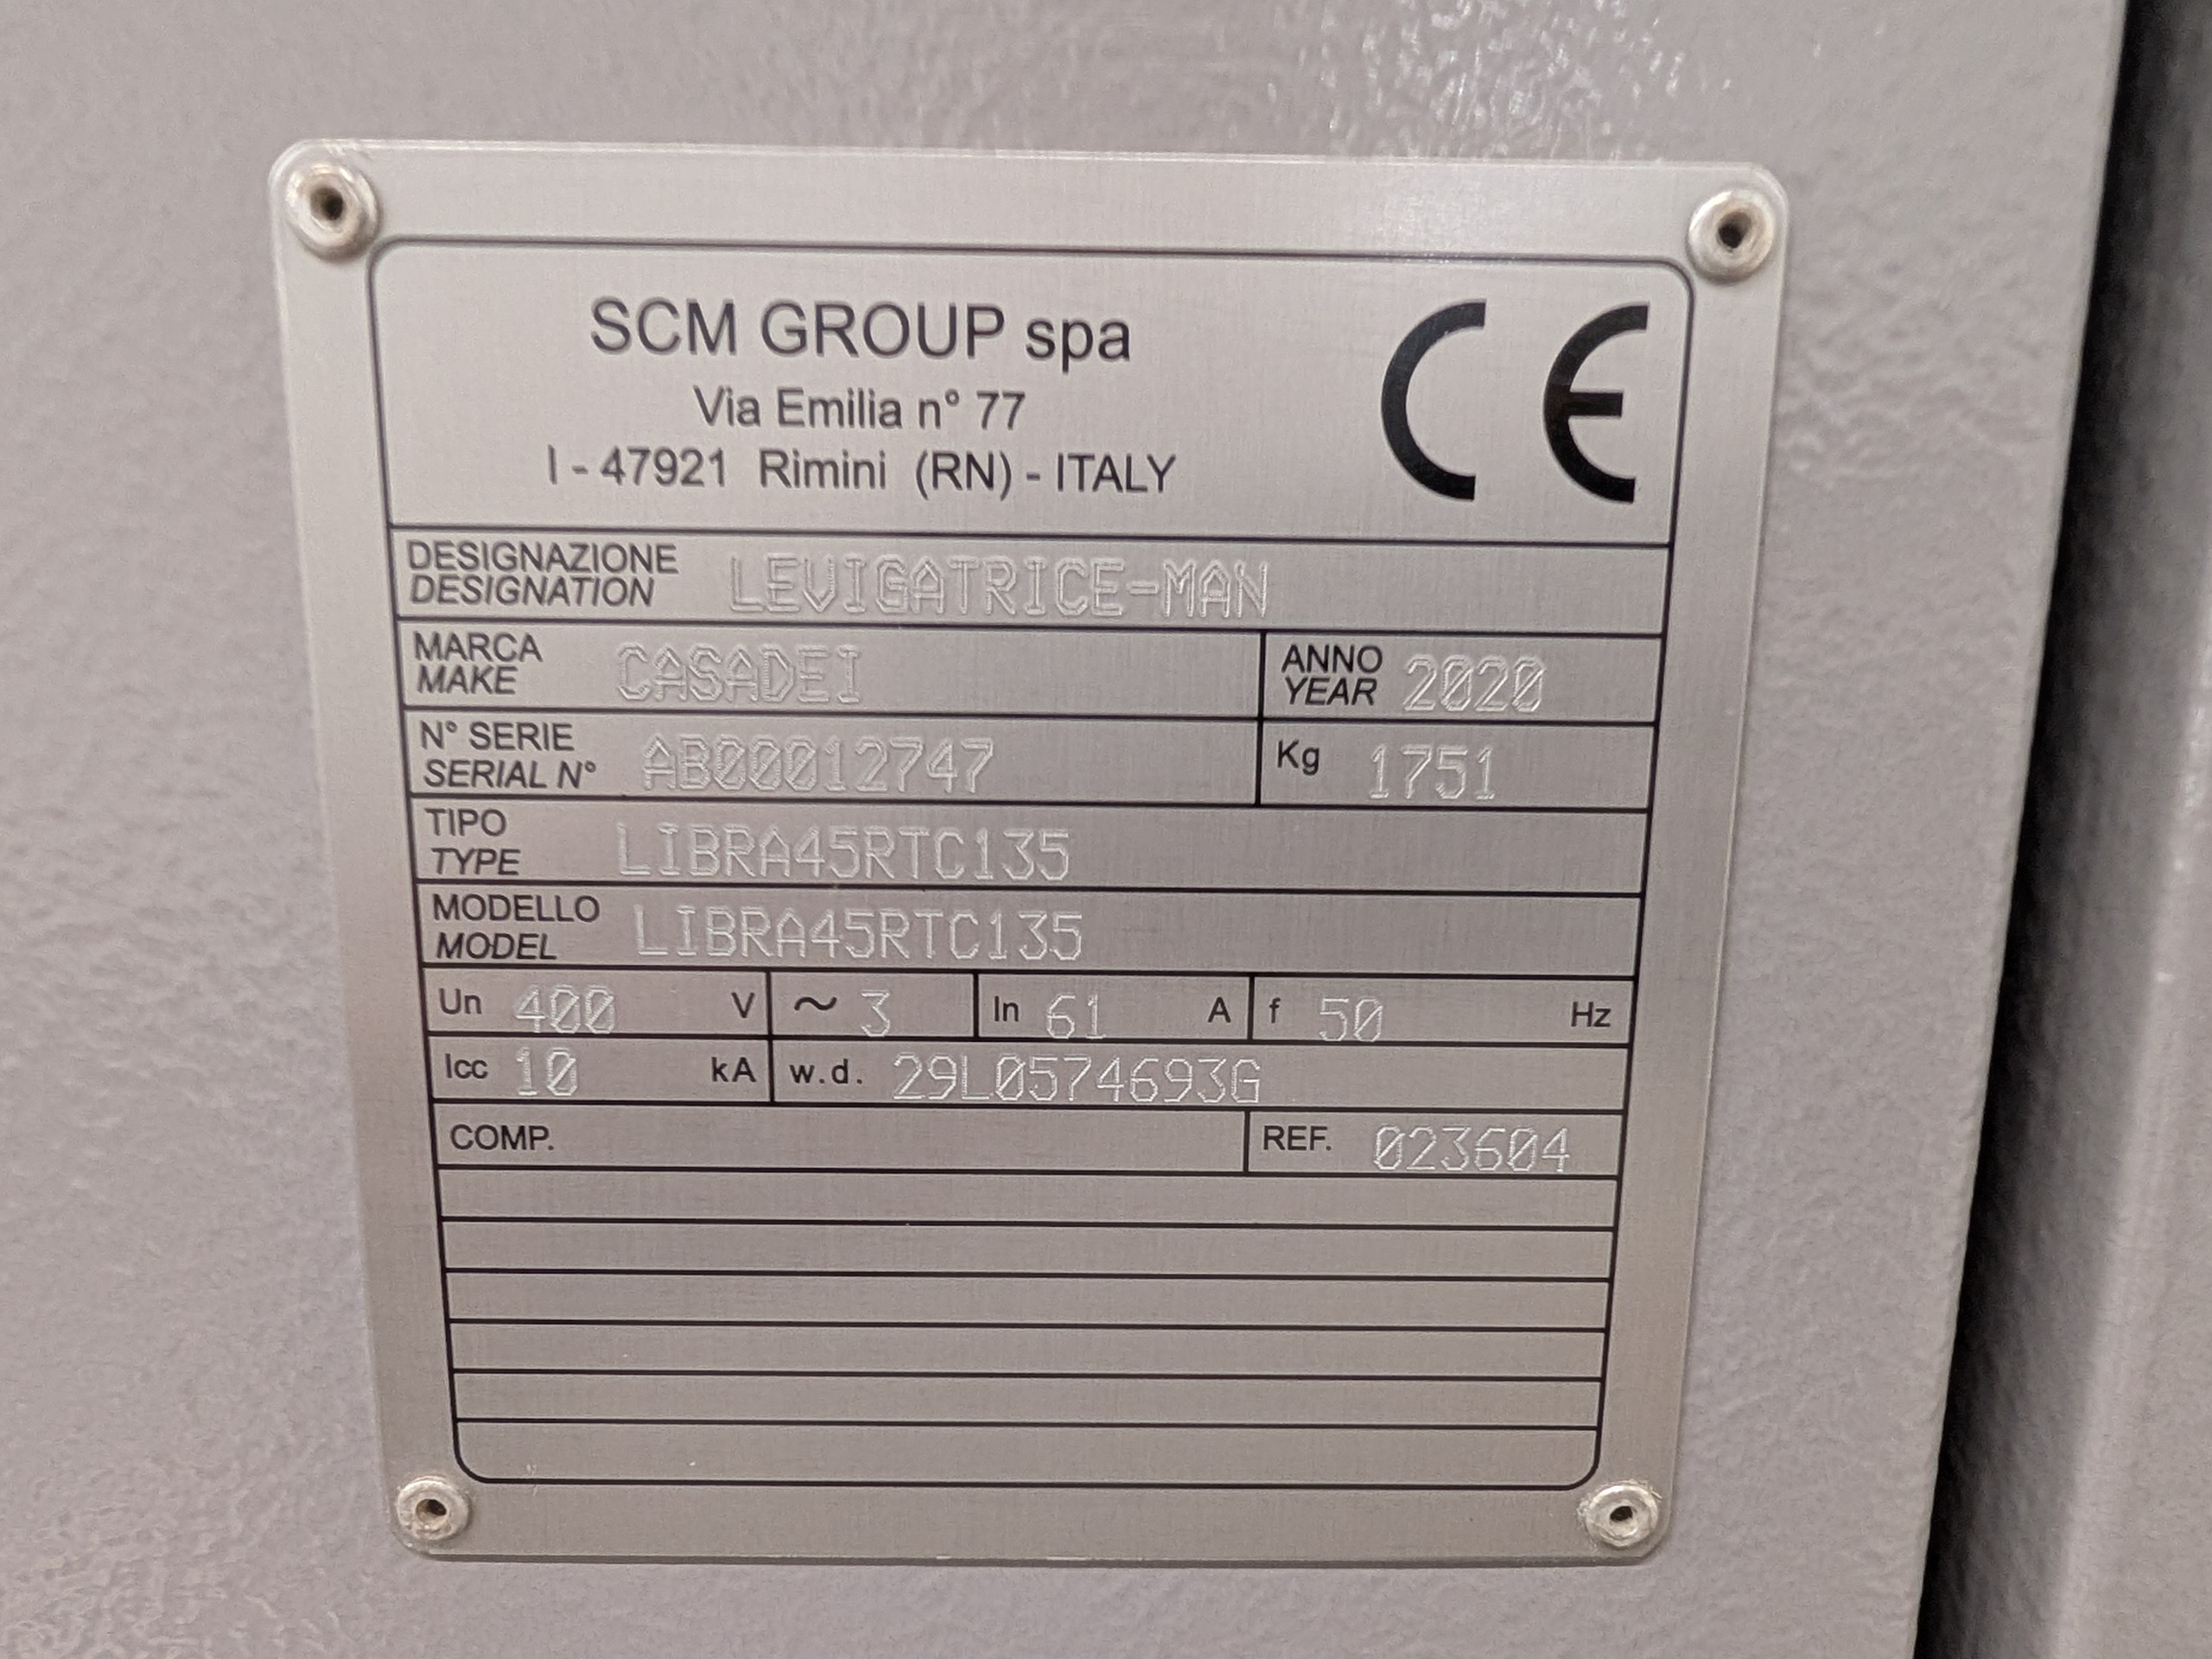 SCM GROUP spa
Via Emilia n° 77
I - 47921 Rimini (RN) - ITALY
CE
DESIGNAZIONE
DESIGNATION LEVIGATRICE-MAN
MARCA
MAKE CASADEI
ANNO
YEAR 2020
N° SERIE
SERIAL N° AB00012747
Kg 1751
TIPO
TYPE LIBRA45RTC135
MODELLO
MODEL LIBRA45RTC135
Un 400 V ~ 3 In 61 A f 50 Hz
Icc 10 kA w.d. 29L0574693G
COMP. REF. 023604